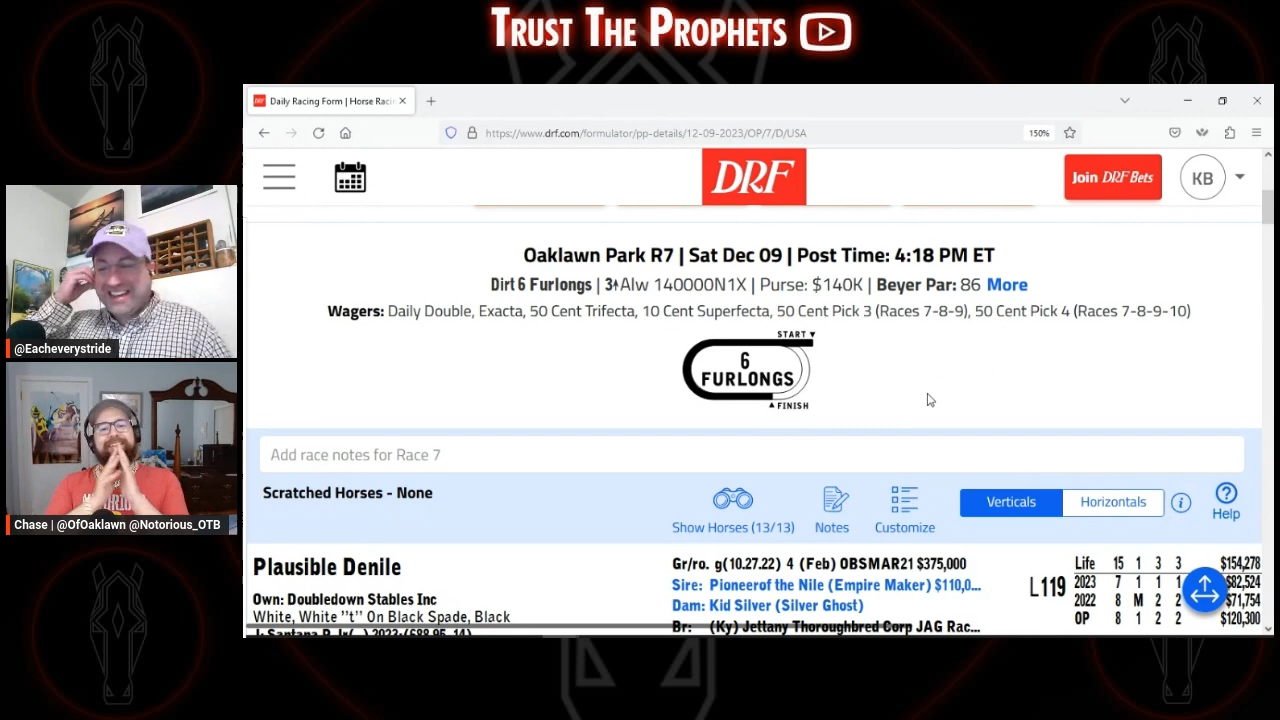 TRUST THE PROPHETS
Daily Racing Form | Horse Racin
https://www.drf.com/formulator/pp-details/12-09-2023/OP/7/D/USA
150%
DRF
Join DRF Bets
KB
Oaklawn Park R7 | Sat Dec 09 | Post Time: 4:18 PM ET
Dirt 6 Furlongs | 3 Alw 140000N1X | Purse: $140K | Beyer Par: 86 More
Wagers: Daily Double, Exacta, 50 Cent Trifecta, 10 Cent Superfecta, 50 Cent Pick 3 (Races 7-8-9), 50 Cent Pick 4 (Races 7-8-9-10)
START
6
FURLONGS
FINISH
@Eacheverystride
Add race notes for Race 7
Scratched Horses - None
Show Horses (13/13)
Notes
Customize
Verticals
Horizontals
Help
Chase | @OfOaklawn @Notorious_OTB
Plausible Denile
Own: Doubledown Stables Inc
White, White ''t'' On Black Spade, Black
J: Santana R Jr(-) 2023:(688 95 .14)
Gr/ro. g(10.27.22) 4 (Feb) OBSMAR21 $375,000
Sire: Pioneerof the Nile (Empire Maker) $110,0...
Dam: Kid Silver (Silver Ghost)
Br: (Ky) Jettany Thoroughbred Corp JAG Rac...
L119
Life 15 1 3 3 $154,278
2023 7 1 1 1 $82,524
2022 8 M 2 2 $71,754
OP 8 1 2 2 $120,300